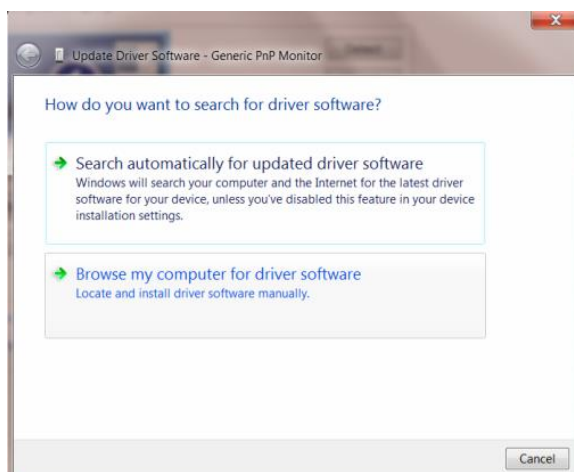 Update Driver Software - Generic PnP Monitor
How do you want to search for driver software?
Search automatically for updated driver software
Windows will search your computer and the Internet for the latest driver
software for your device, unless you've disabled this feature in your device
installation settings.
Browse my computer for driver software
Locate and install driver software manually.
Cancel